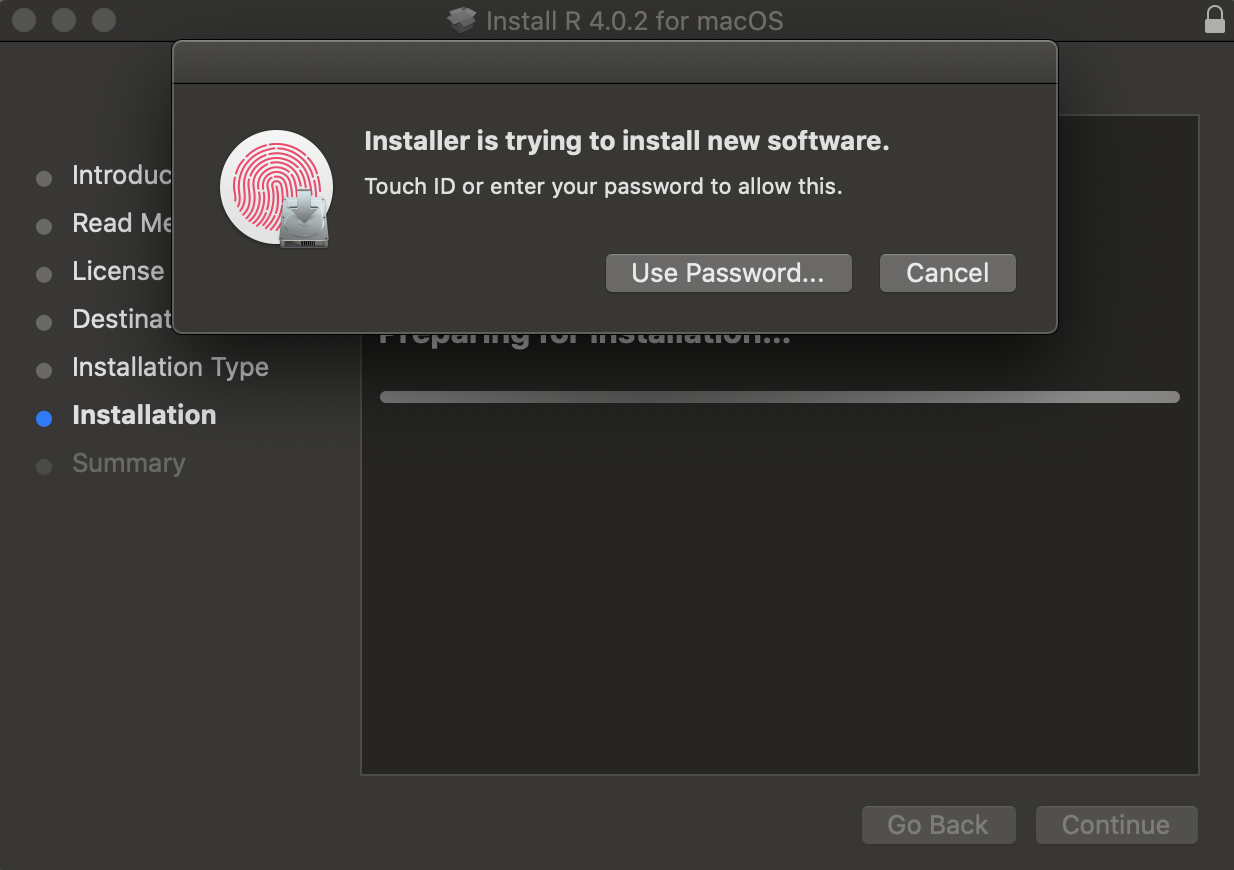 Install R 4.0.2 for macOS
Installer is trying to install new software.
Touch ID or enter your password to allow this.
Use Password...
Cancel
Introduc
Read Me
License
Destinat
Installation Type
Installation
Summary
Preparing for installation...
Go Back
Continue